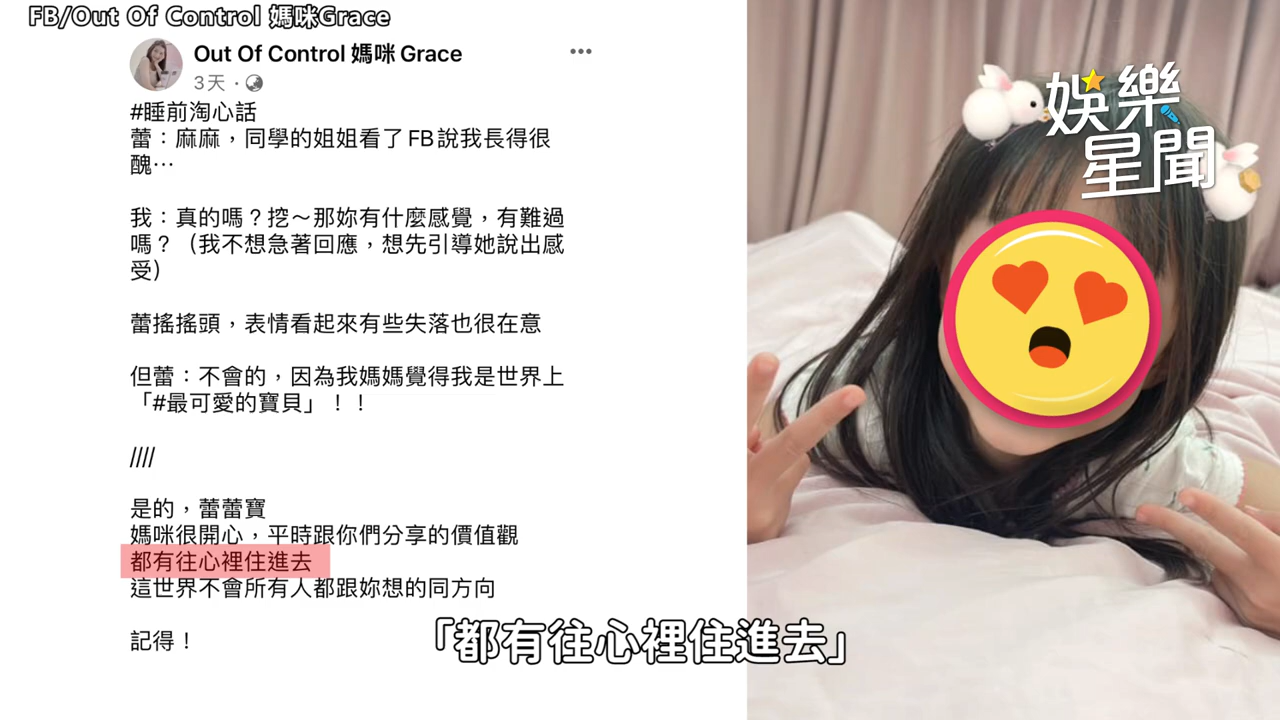 FB/Out Of Control 媽咪Grace
Out Of Control 媽咪 Grace
3天
#睡前淘心話
蕾：麻麻，同學的姐姐看了 FB 說我長得很
醜⋯
我：真的嗎？挖～那妳有什麼感覺，有難過
嗎？（我不想急著回應，想先引導她說出感
受）
蕾搖搖頭，表情看起來有些失落也很在意
但蕾：不會的，因為我媽媽覺得我是世界上
「#最可愛的寶貝」！！
////
是的，蕾蕾寶
媽咪很開心，平時跟你們分享的價值觀
都有往心裡住進去
這世界不會所有人都跟妳想的同方向
記得！
「都有往心裡住進去」
娛樂
星聞